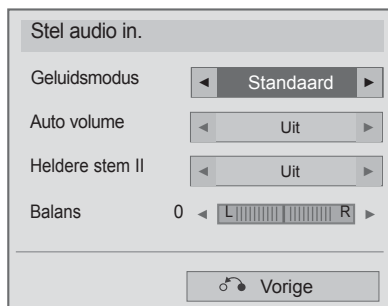 Stel audio in.
Geluidsmodus ◄ Standaard ►
Auto volume ◄ Uit ►
Heldere stem II ◄ Uit ►
Balans 0 ◄ L R ►
Vorige